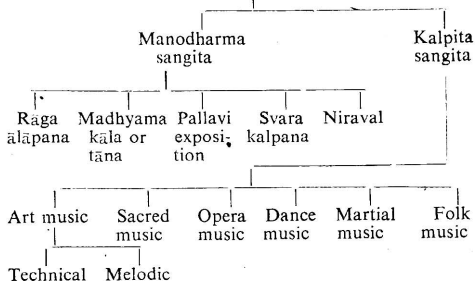 Manodharma Kalpita
sangita sangita
Rāga Madhyama Pallavi Svara Niraval
ālāpana kāla or exposi- kalpana
tāna tion
Art music Sacred Opera Dance Martial Folk
music music music music music
Technical Melodic